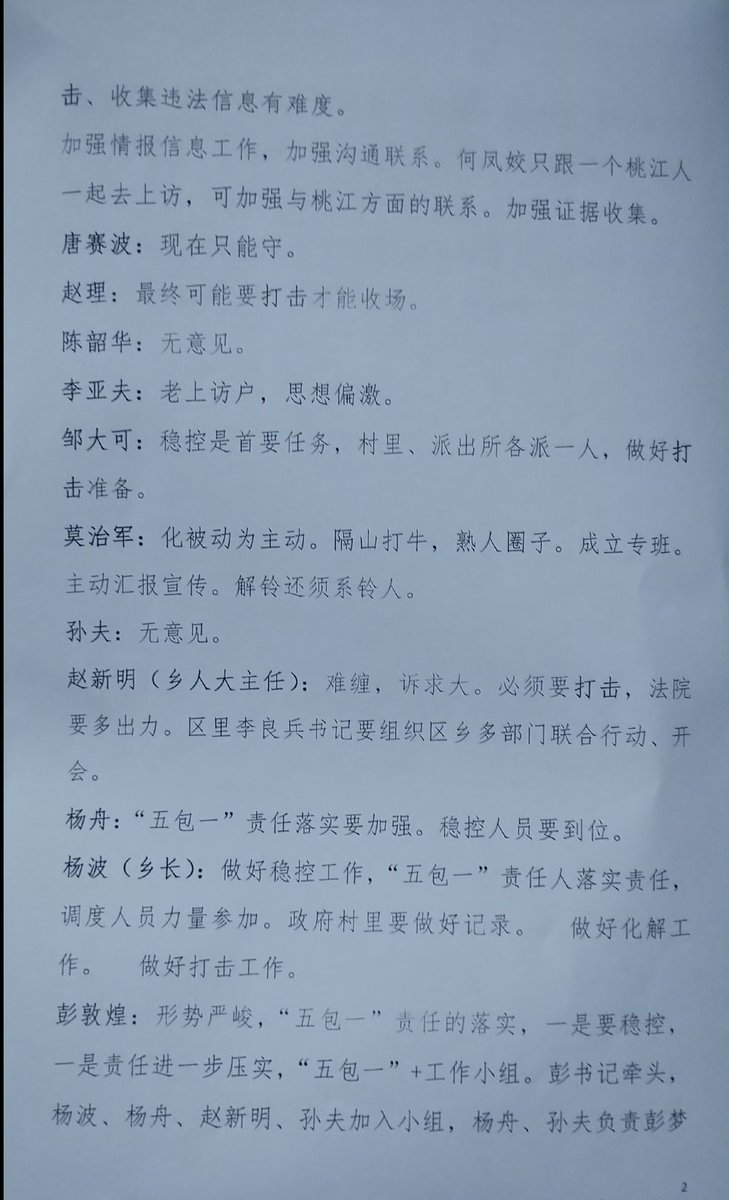 击、收集违法信息有难度。
加强情报信息工作，加强沟通联系。何凤姣只跟一个桃江人
一起去上访，可加强与桃江方面的联系。加强证据收集。
唐赛波：现在只能守。
赵理：最终可能要打击才能收场。
陈韶华：无意见。
李亚夫：老上访户，思想偏激。
邹大可：稳控是首要任务，村里、派出所各派一人，做好打
击准备。
莫治军：化被动为主动。隔山打牛，熟人圈子。成立专班。
主动汇报宣传。解铃还须系铃人。
孙夫：无意见。
赵新明（乡人大主任）：难缠，诉求大。必须要打击，法院
要多出力。区里李良兵书记要组织区乡多部门联合行动、开
会。
杨舟：“五包一”责任落实要加强。稳控人员要到位。
杨波（乡长）：做好稳控工作，“五包一”责任人落实责任，
调度人员力量参加。政府村里要做好记录。 做好化解工
作。 做好打击工作。
彭敦煌：形势严峻，“五包一”责任的落实，一是要稳控，
一是责任进一步压实，“五包一”+工作小组。彭书记牵头，
杨波、杨舟、赵新明、孙夫加入小组，杨舟、孙夫负责彭梦
2